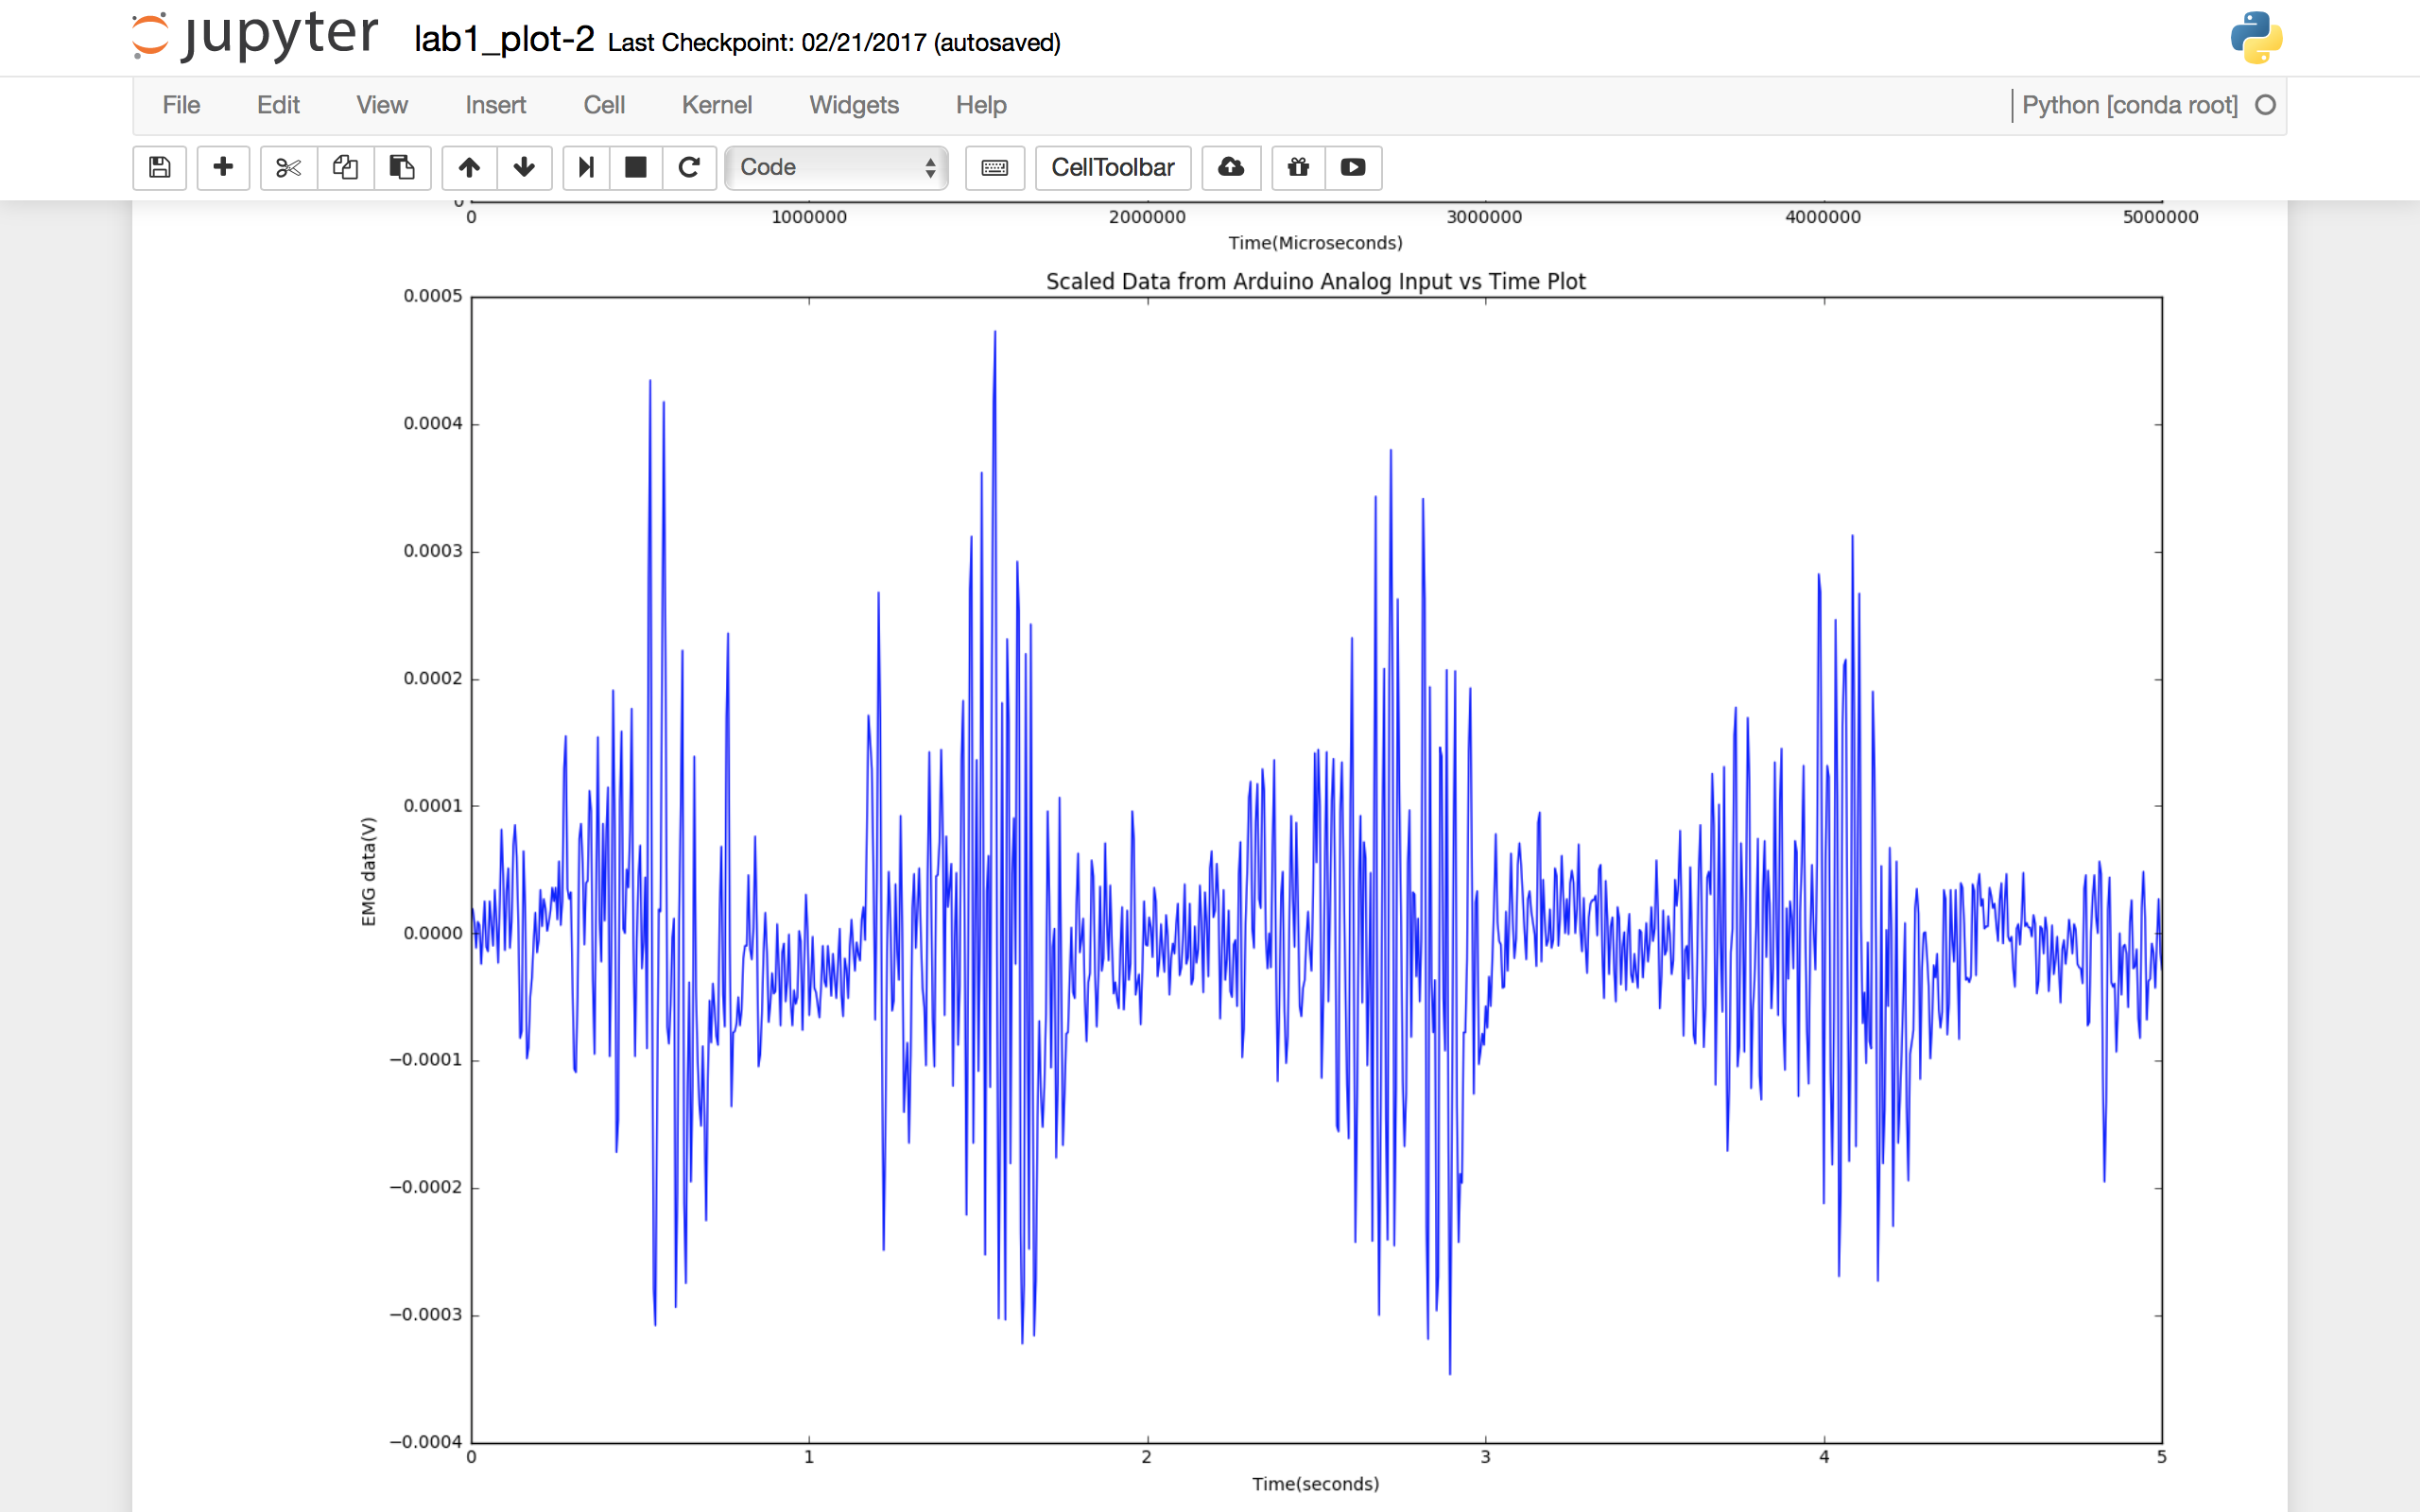 jupyter lab1_plot-2 Last Checkpoint: 02/21/2017 (autosaved)
File Edit View Insert Cell Kernel Widgets Help Python [conda root]
Code CellToolbar
0
0 1000000 2000000 3000000 4000000 5000000
Time(Microseconds)
Scaled Data from Arduino Analog Input vs Time Plot
0.0005
0.0004
0.0003
0.0002
0.0001
0.0000
−0.0001
−0.0002
−0.0003
−0.0004
EMG data(V)
0 1 2 3 4 5
Time(seconds)